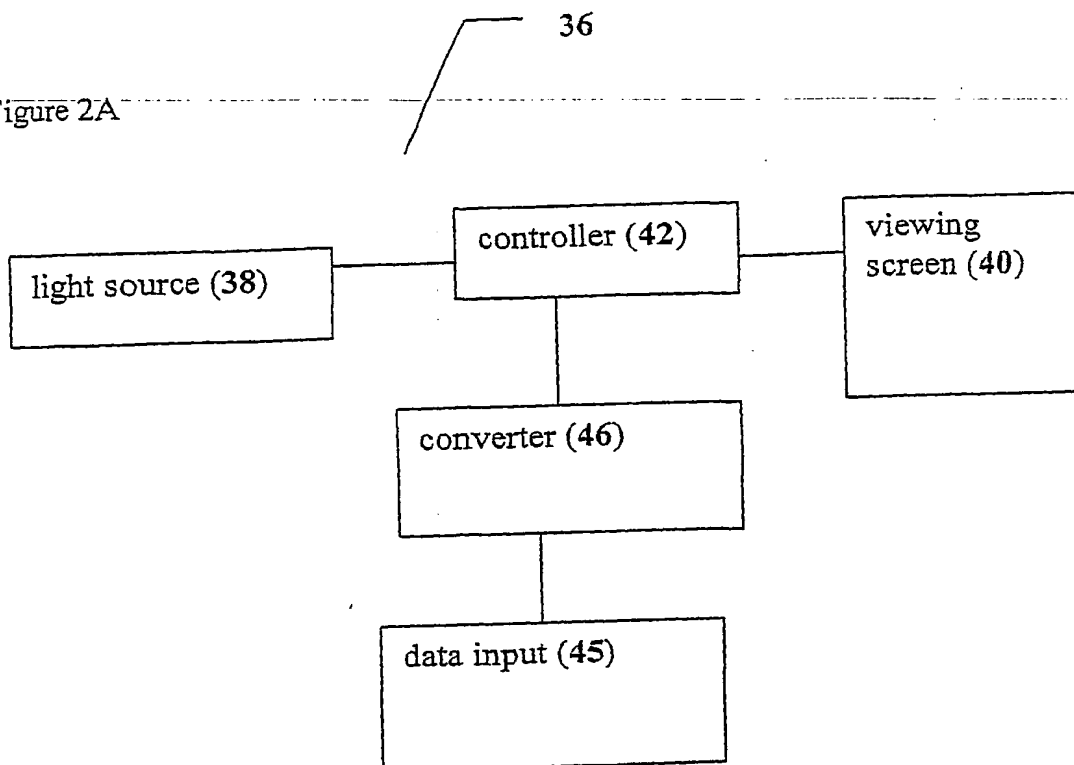 36
Figure 2A
light source (38)
controller (42)
viewing
screen (40)
converter (46)
data input (45)